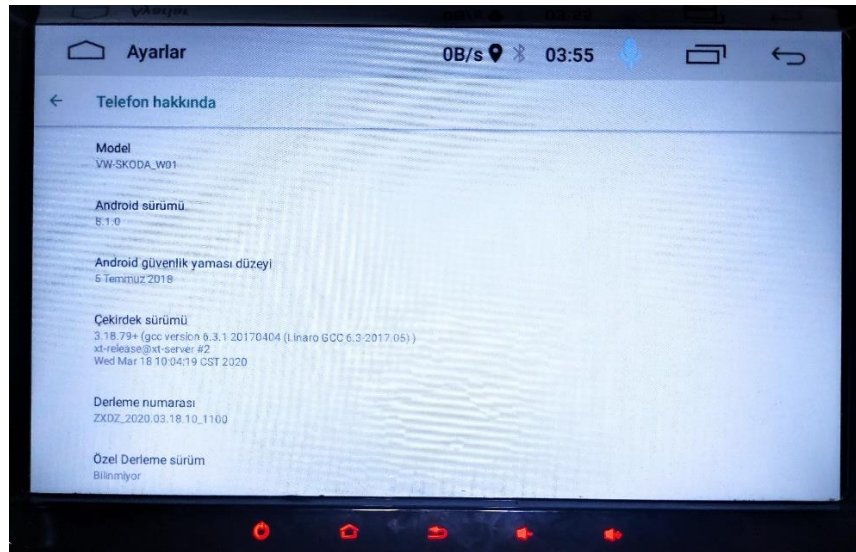 Ayarlar
0B/s
03:55
Telefon hakkında
Model
VW-SKODA_W01
Android sürümü
8.1.0
Android güvenlik yaması düzeyi
5 Temmuz 2018
Çekirdek sürümü
3.18.79+ (gcc version 6.3.1 20170404 (Linaro GCC 6.3-2017.05) )
xt-release@xt-server #2
Wed Mar 18 10:04:19 CST 2020
Derleme numarası
ZXDZ_2020.03.18.10_1100
Özel Derleme sürüm
Bilinmiyor